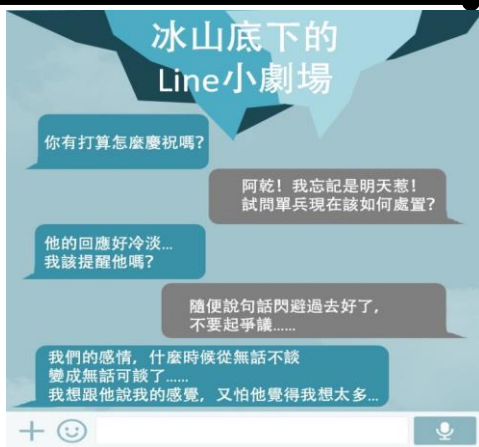 冰山底下的
Line小劇場
你有打算怎麼慶祝嗎?
阿乾！我忘記是明天惹！
試問單兵現在該如何處置?
他的回應好冷淡…
我該提醒他嗎?
隨便說句話閃避過去好了，
不要起爭議……
我們的感情，什麼時候從無話不談
變成無話可談了……
我想跟他說我的感覺，又怕他覺得我想太多…